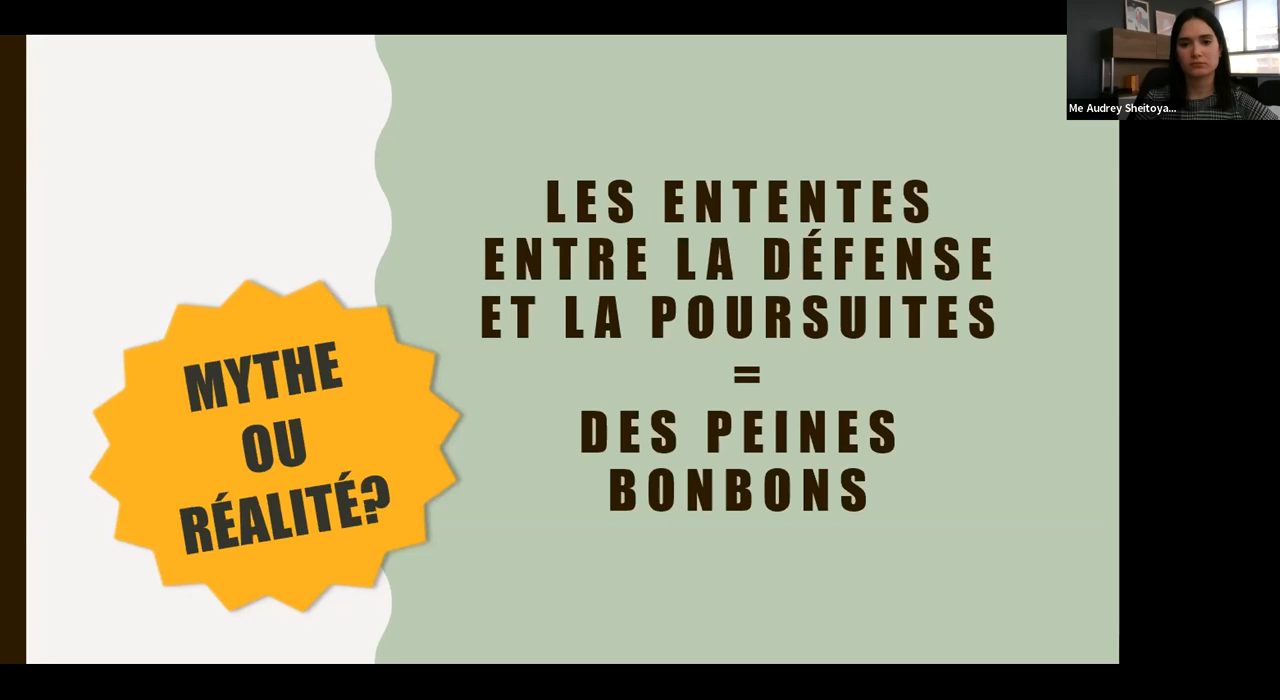 Me Audrey Sheitoya...
LES ENTENTES
ENTRE LA DÉFENSE
ET LA POURSUITES
=
DES PEINES
BONBONS
MYTHE
OU
RÉALITÉ?